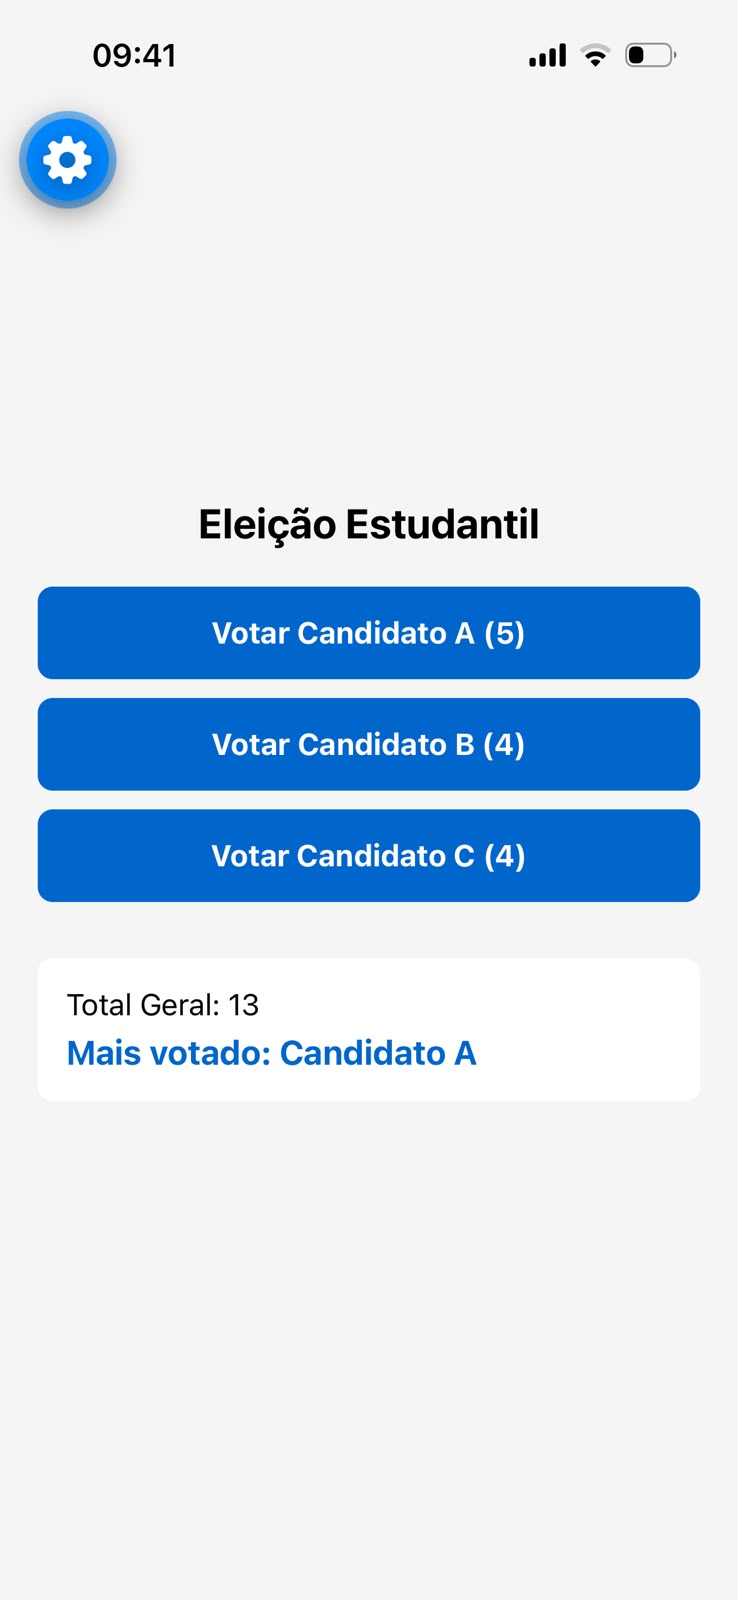 09:41
Eleição Estudantil
Votar Candidato A (5)
Votar Candidato B (4)
Votar Candidato C (4)
Total Geral: 13
Mais votado: Candidato A